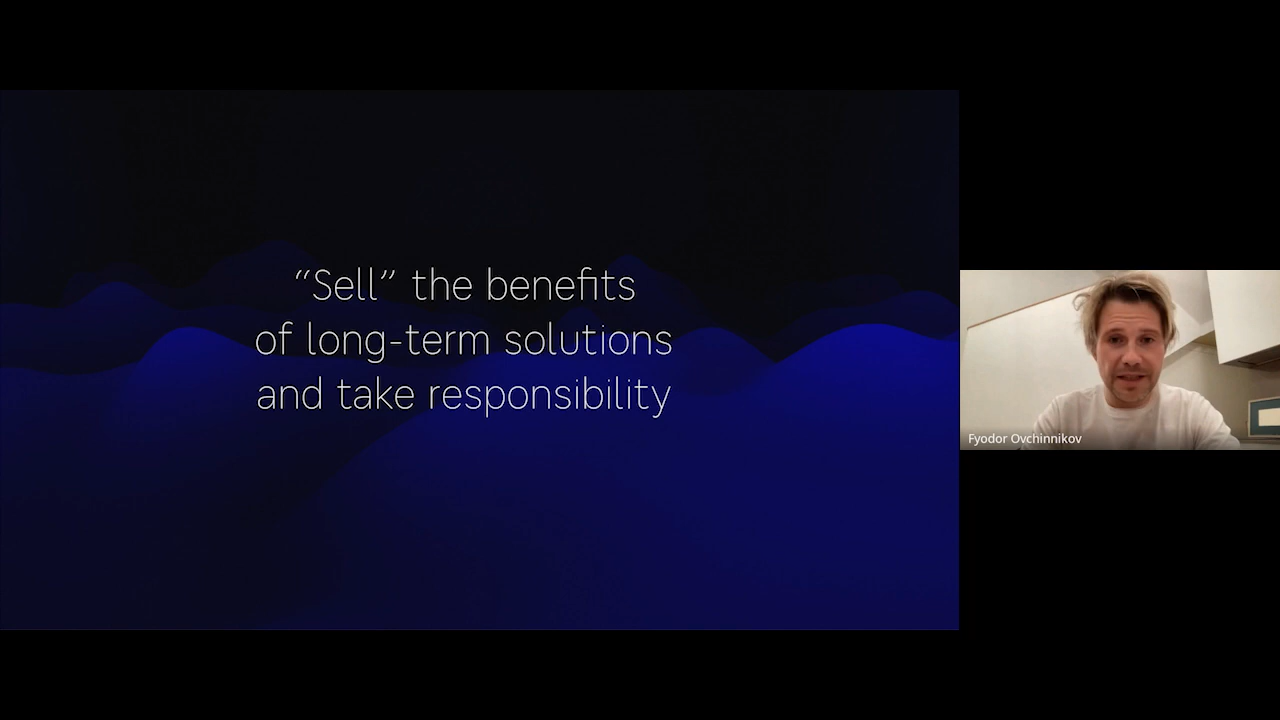 “Sell” the benefits
of long-term solutions
and take responsibility
Fyodor Ovchinnikov